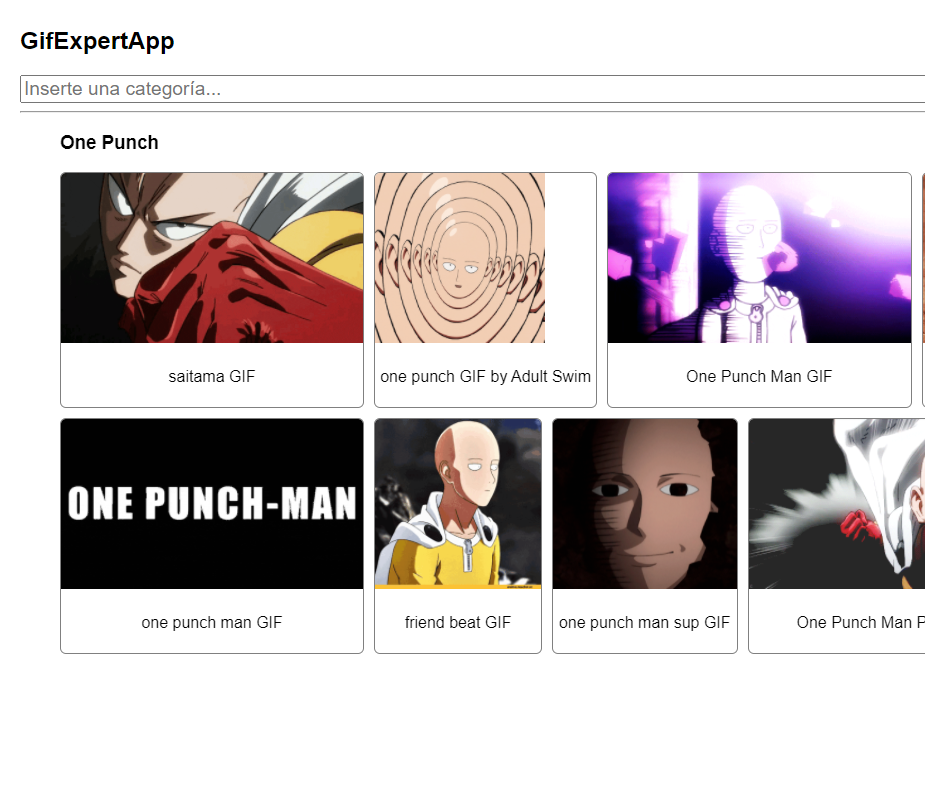 GifExpertApp
Inserte una categoría...
One Punch
saitama GIF
one punch GIF by Adult Swim
One Punch Man GIF
ONE PUNCH-MAN
one punch man GIF
friend beat GIF
one punch man sup GIF
One Punch Man P